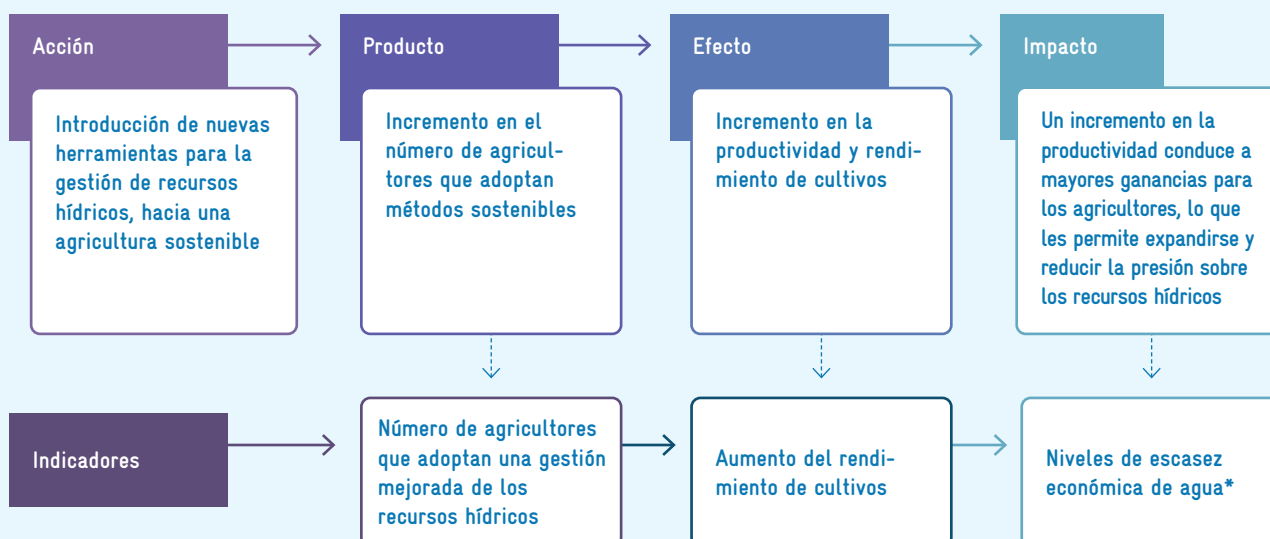 Acción
Producto
Efecto
Impacto
Introducción de nuevas
herramientas para la
gestión de recursos
hídricos, hacia una
agricultura sostenible
Incremento en el
número de agricul-
tores que adoptan
métodos sostenibles
Incremento en la
productividad y rendi-
miento de cultivos
Un incremento en la
productividad conduce a
mayores ganancias para
los agricultores, lo que
les permite expandirse y
reducir la presión sobre
los recursos hídricos
Indicadores
Número de agricultores
que adoptan una gestión
mejorada de los
recursos hídricos
Aumento del rendi-
miento de cultivos
Niveles de escasez
económica de agua*